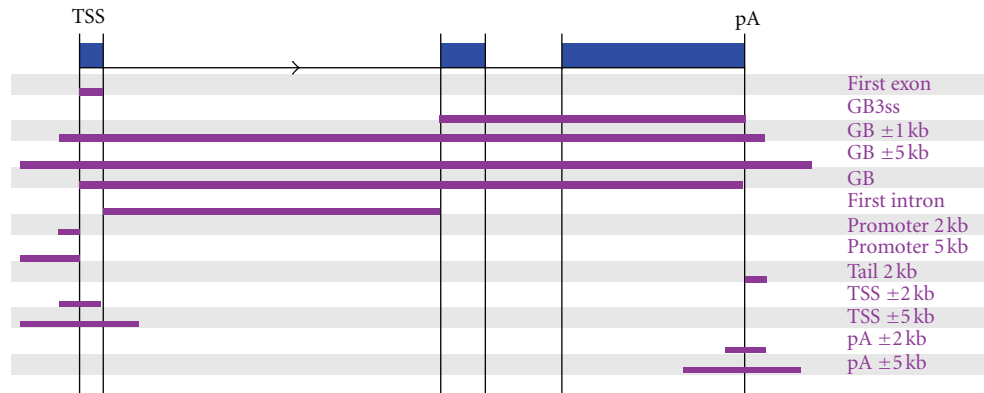 TSS
pA
First exon
GB3ss
GB ±1 kb
GB ±5 kb
GB
First intron
Promoter 2 kb
Promoter 5 kb
Tail 2 kb
TSS ±2 kb
TSS ±5 kb
pA ±2 kb
pA ±5 kb